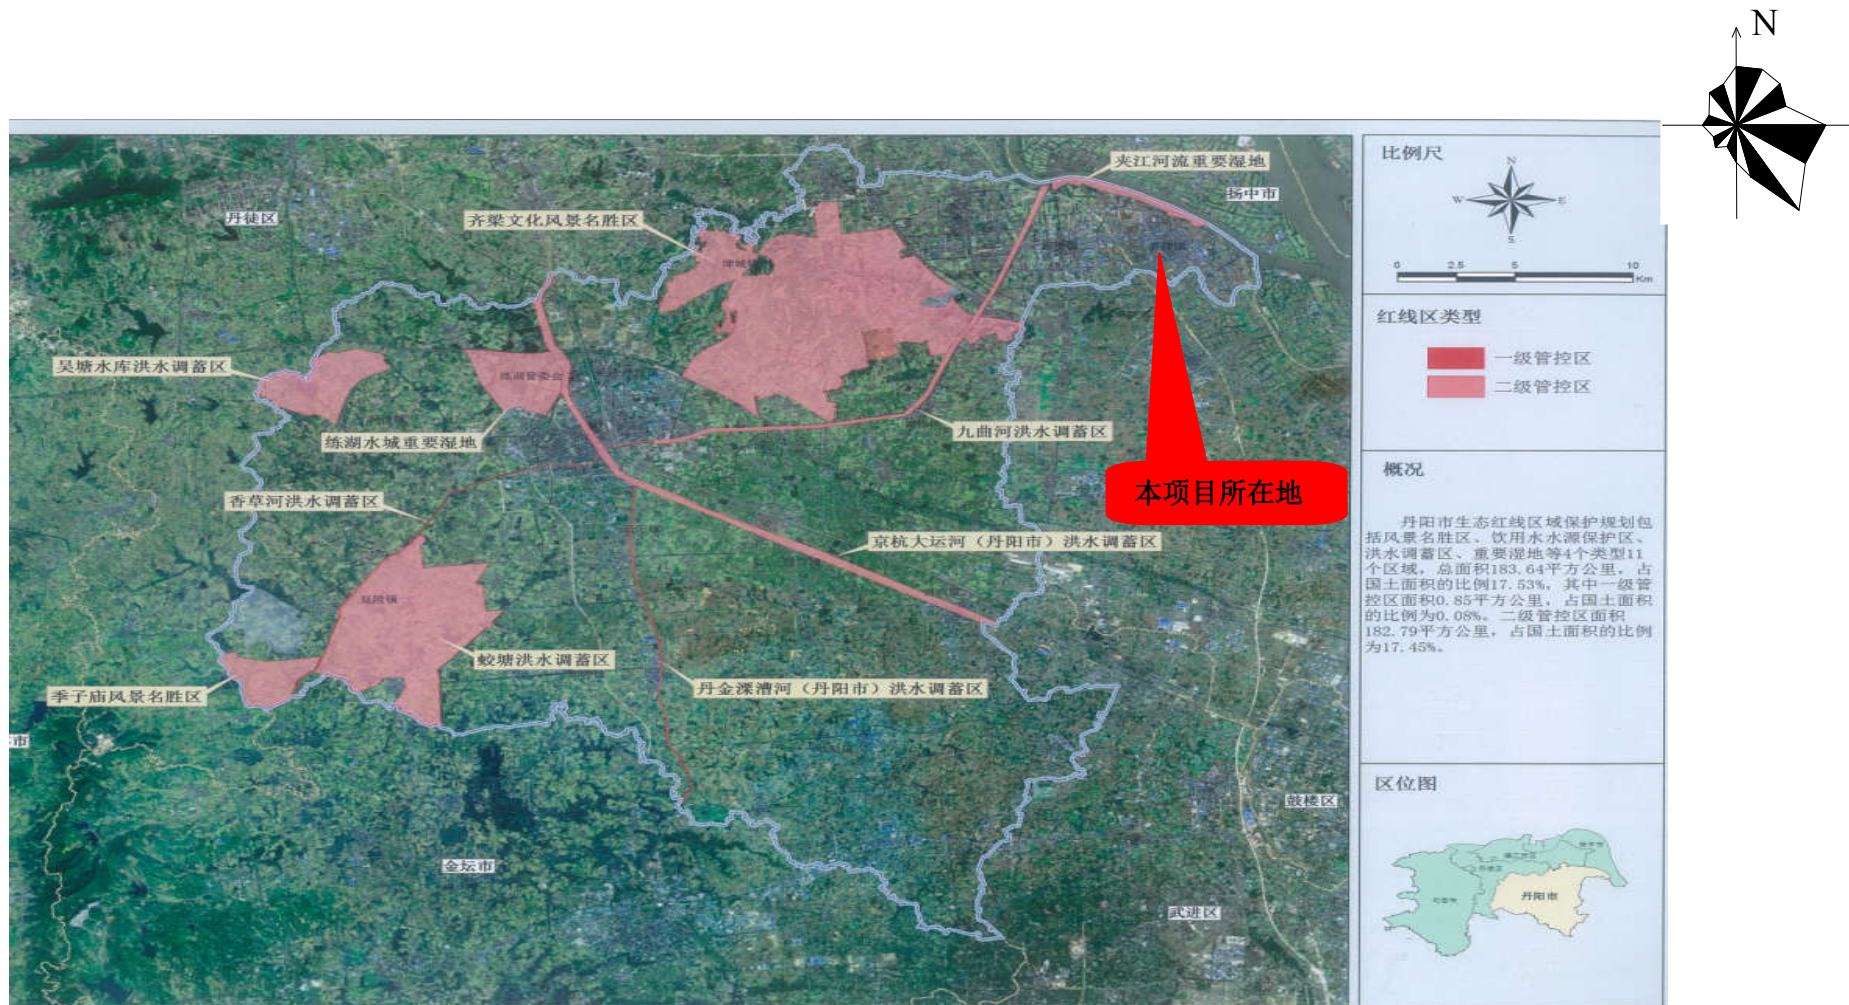 N
比例尺
N
W
E
S
0 2.5 5 10
Km
红线区类型
一级管控区
二级管控区
概况
丹阳市生态红线区域保护规划包
括风景名胜区、饮用水水源保护区、
洪水调蓄区、重要湿地等4个类型11
个区域，总面积183.64平方公里，占
国土面积的比例17.53%，其中一级管
控区面积0.85平方公里，占国土面积
的比例为0.08%。二级管控区面积
182.79平方公里，占国土面积的比例
为17.45%。
区位图
丹阳市
夹江河流重要湿地
扬中市
丹徒区
齐梁文化风景名胜区
吴塘水库洪水调蓄区
练湖管委会
练湖水城重要湿地
九曲河洪水调蓄区
本项目所在地
香草河洪水调蓄区
京杭大运河（丹阳市）洪水调蓄区
延陵镇
蛟塘洪水调蓄区
季子庙风景名胜区
丹金溧漕河（丹阳市）洪水调蓄区
市
鼓楼区
金坛市
武进区